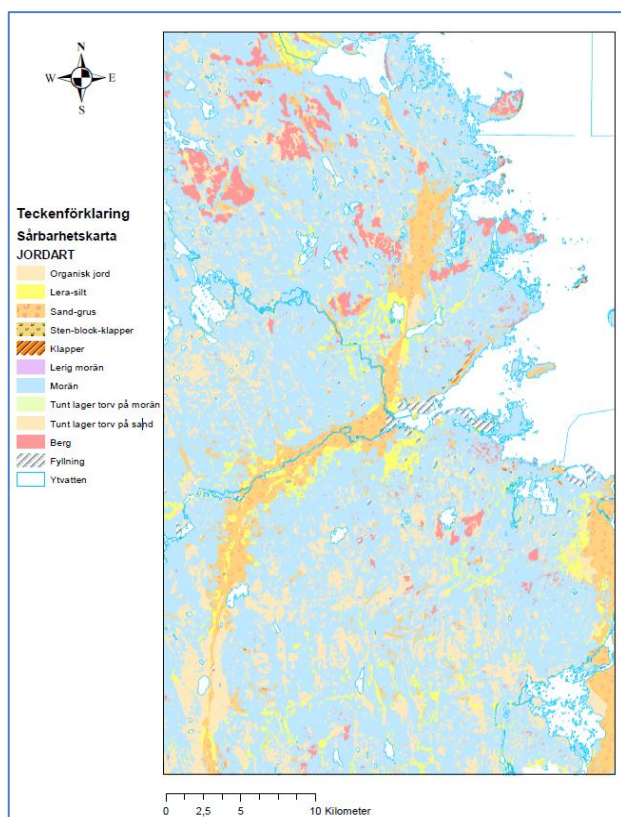 N
W E
S
Teckenförklaring
Sårbarhetskarta
JORDART
Organisk jord
Lera-silt
Sand-grus
Sten-block-klapper
Klapper
Lerig morän
Morän
Tunt lager torv på morän
Tunt lager torv på sand
Berg
Fyllning
Ytvatten
0 2,5 5 10 Kilometer